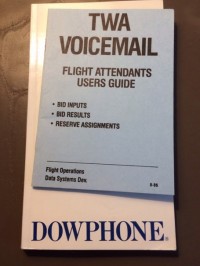 TWA
VOICEMAIL
FLIGHT ATTENDANTS
USERS GUIDE
• BID INPUTS
• BID RESULTS
• RESERVE ASSIGNMENTS
Flight Operations
Data Systems Dev.
DOWPHONE